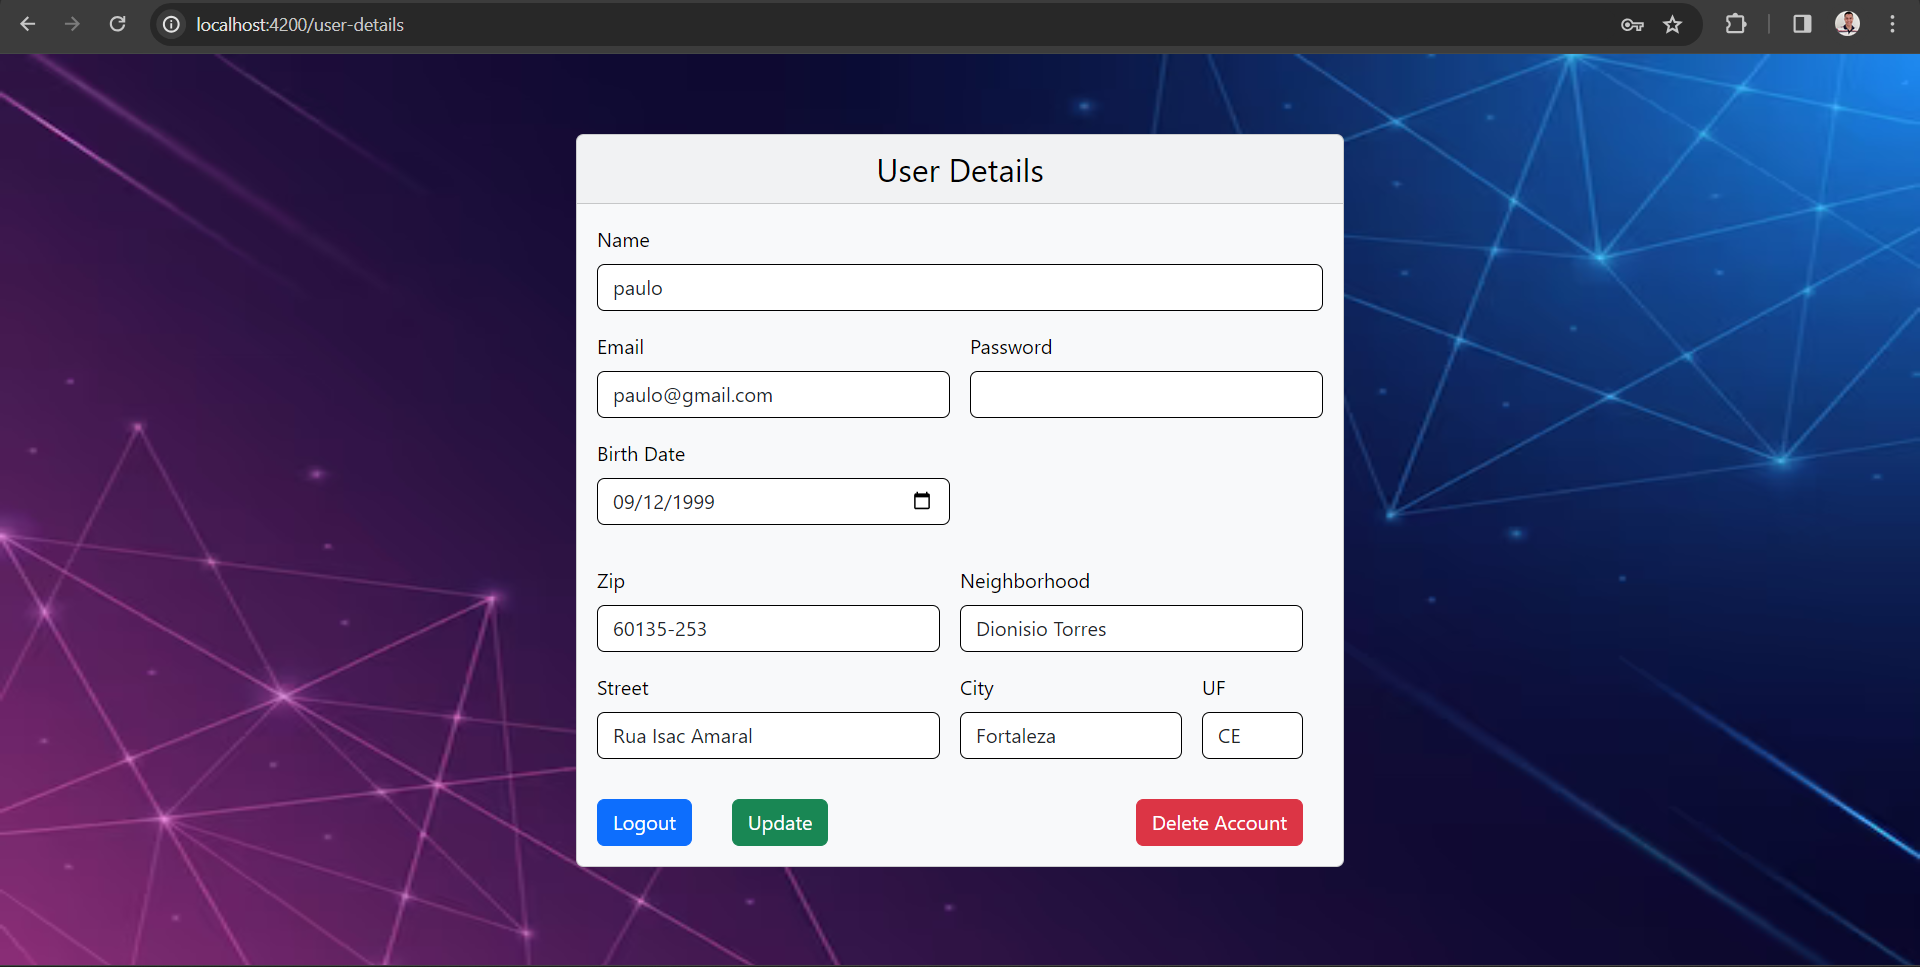 localhost:4200/user-details
User Details
Name
paulo
Email Password
paulo@gmail.com
Birth Date
09/12/1999
Zip Neighborhood
60135-253 Dionisio Torres
Street City UF
Rua Isac Amaral Fortaleza CE
Logout Update Delete Account